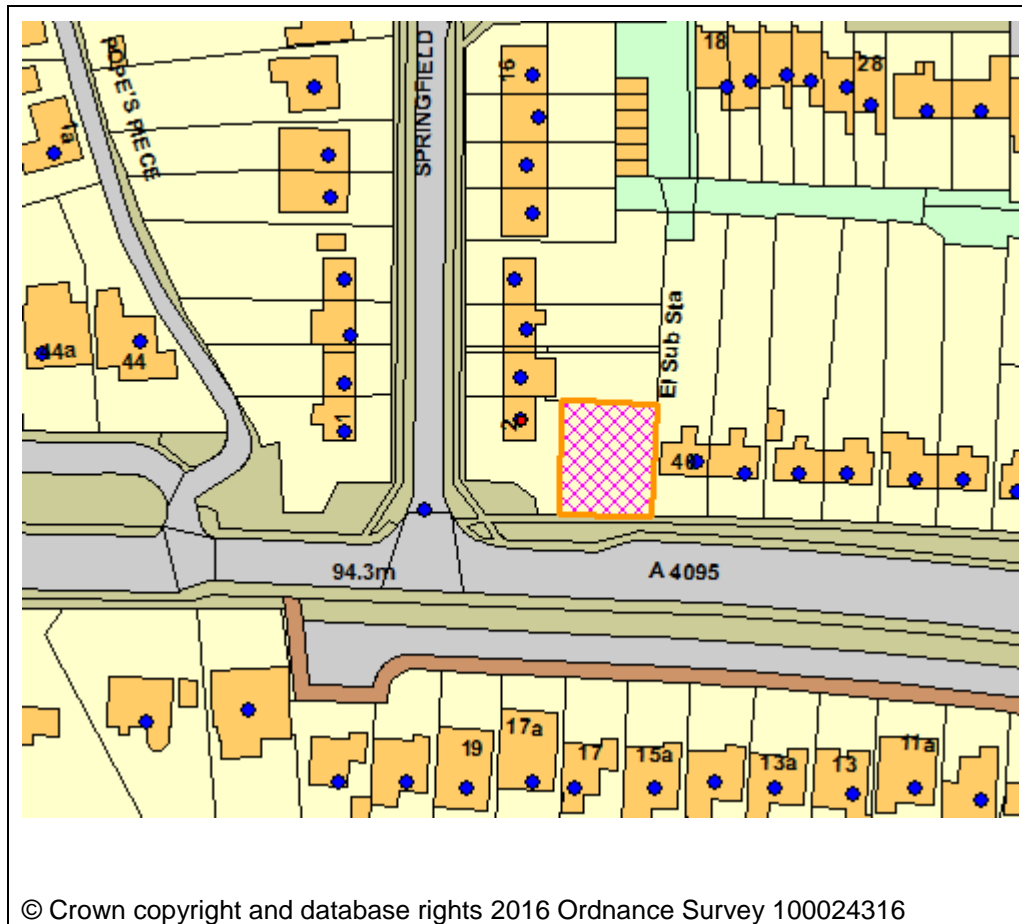 POPE'S PIECE
SPRINGFIELD
16
18
28
1a
El Sub Sta
44a
44
1
2
46
94.3m
A 4095
17a
19
17
15a
13a
13
11a
© Crown copyright and database rights 2016 Ordnance Survey 100024316